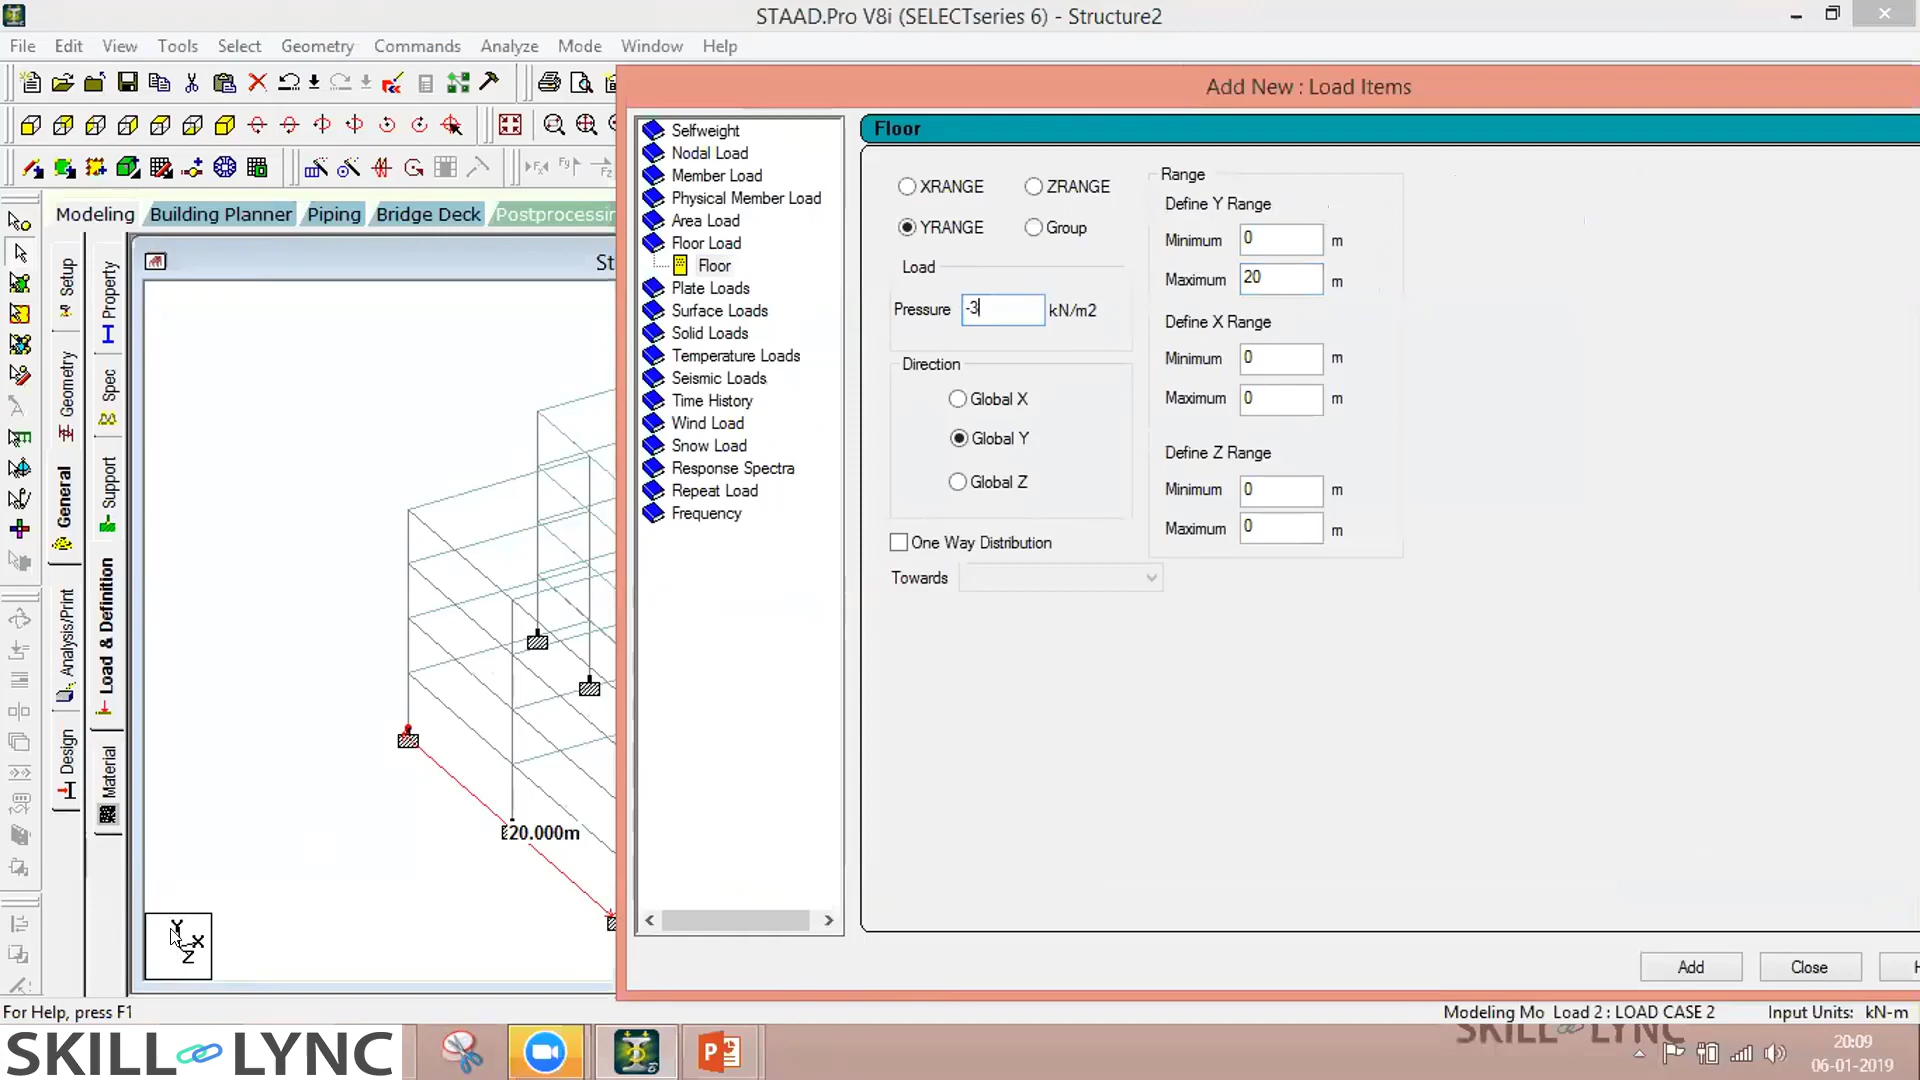 STAAD.Pro V8i (SELECTseries 6) - Structure2
File Edit View Tools Select Geometry Commands Analyze Mode Window Help
Add New : Load Items
Modeling Building Planner Piping Bridge Deck Postprocessin
St
Setup
Geometry
General
Analysis/Print
Design
Property
Spec
Support
Load & Definition
Material
20.000m
Y
X
Z
Selfweight
Nodal Load
Member Load
Physical Member Load
Area Load
Floor Load
Floor
Plate Loads
Surface Loads
Solid Loads
Temperature Loads
Seismic Loads
Time History
Wind Load
Snow Load
Response Spectra
Repeat Load
Frequency
Floor
XRANGE ZRANGE
YRANGE Group
Load
Pressure -3 kN/m2
Direction
Global X
Global Y
Global Z
One Way Distribution
Towards
Range
Define Y Range
Minimum 0 m
Maximum 20 m
Define X Range
Minimum 0 m
Maximum 0 m
Define Z Range
Minimum 0 m
Maximum 0 m
Add Close H
For Help, press F1
Modeling Mo Load 2 : LOAD CASE 2 Input Units: kN-m
SKILL LYNC
SKILL LYNC
20:09
06-01-2019